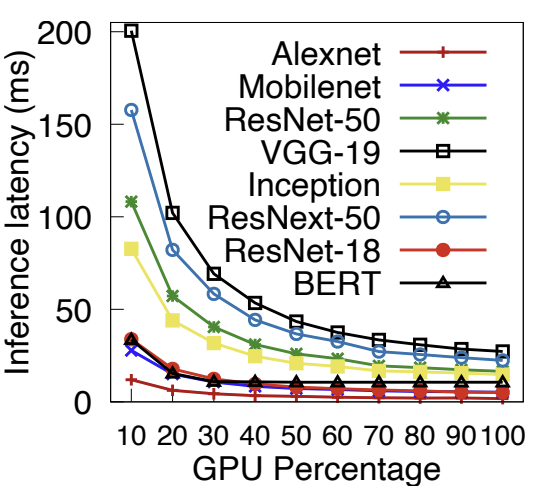 Inference latency (ms)
200
150
100
50
0
Alexnet
Mobilenet
ResNet-50
VGG-19
Inception
ResNext-50
ResNet-18
BERT
10 20 30 40 50 60 70 80 90 100
GPU Percentage